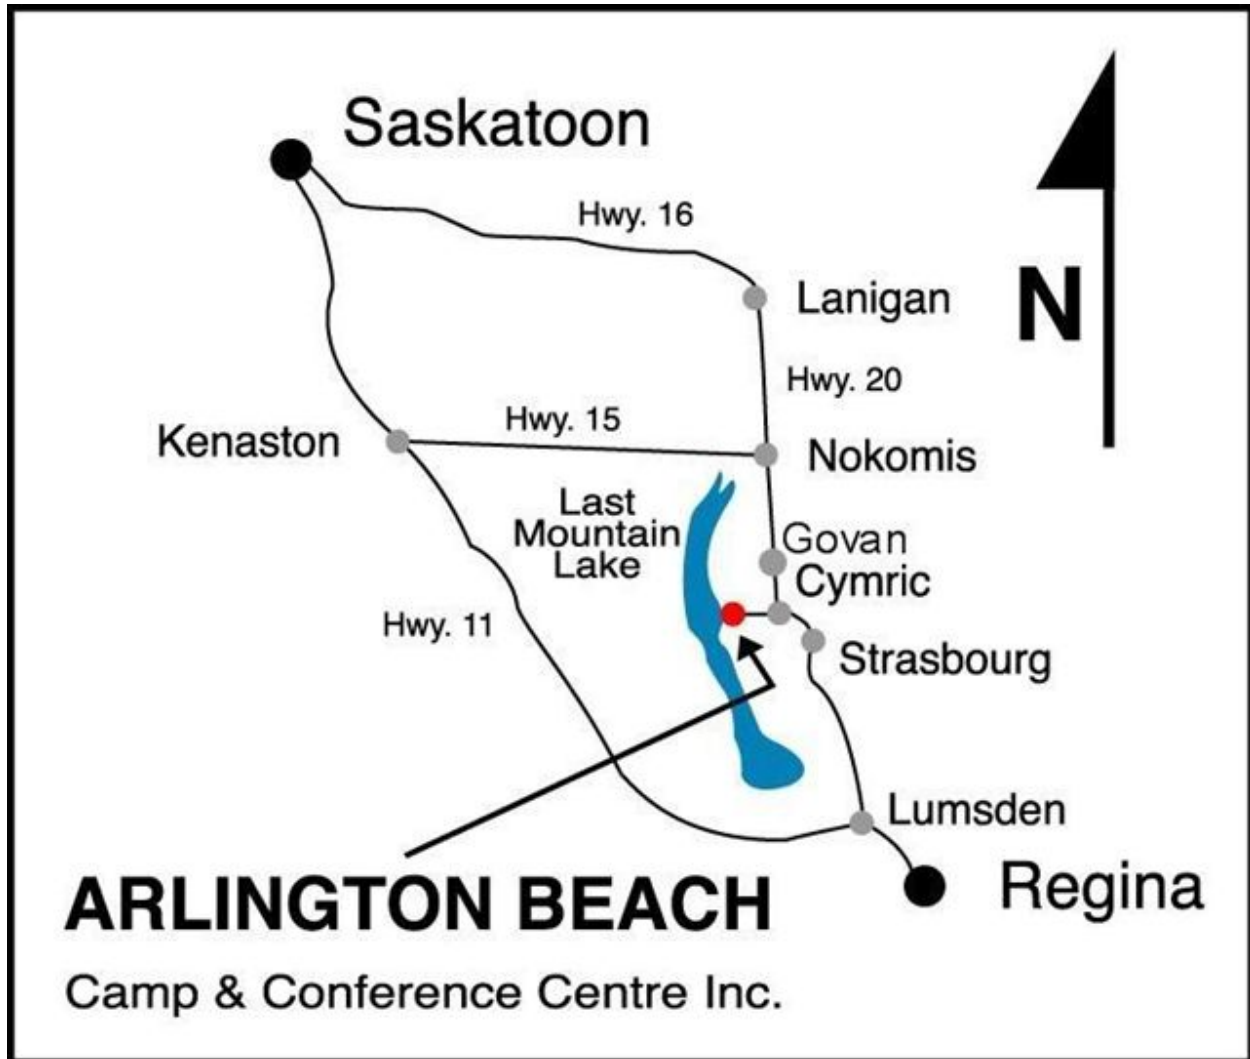 Saskatoon
Hwy. 16
Lanigan
N
Hwy. 20
Hwy. 15
Kenaston
Nokomis
Last
Mountain
Lake
Govan
Cymric
Hwy. 11
Strasbourg
Lumsden
Regina
ARLINGTON BEACH
Camp & Conference Centre Inc.